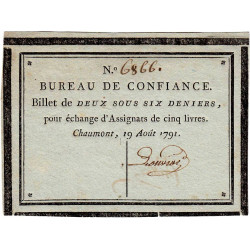 N.° 6866.
BUREAU DE CONFIANCE.
Billet de DEUX SOUS SIX DENIERS,
pour échange d'Assignats de cinq livres.
Chaumont, 19 Août 1791.